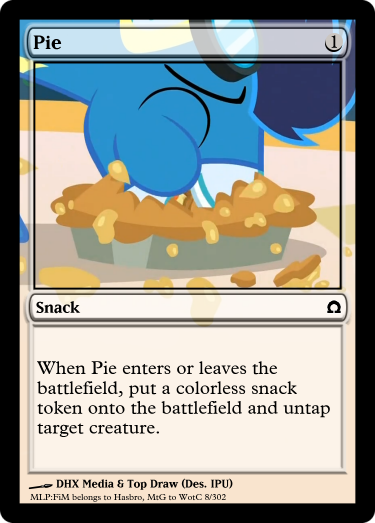 Pie 1
Snack Ω
When Pie enters or leaves the
battlefield, put a colorless snack
token onto the battlefield and untap
target creature.
DHX Media & Top Draw (Des. IPU)
MLP:FiM belongs to Hasbro, MtG to WotC 8/302